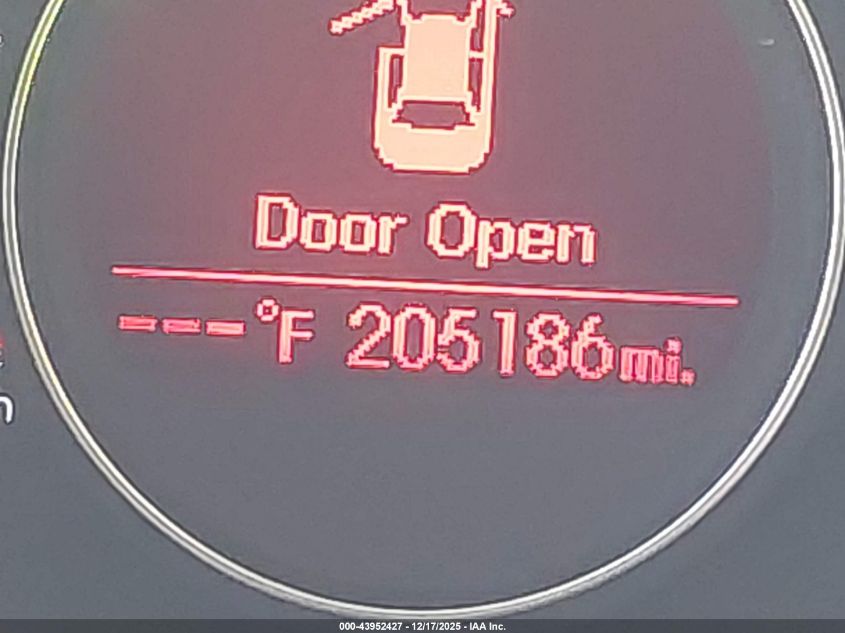 Door Open
---°F 205186mi.
000-43952427 - 12/17/2025 - IAA Inc.